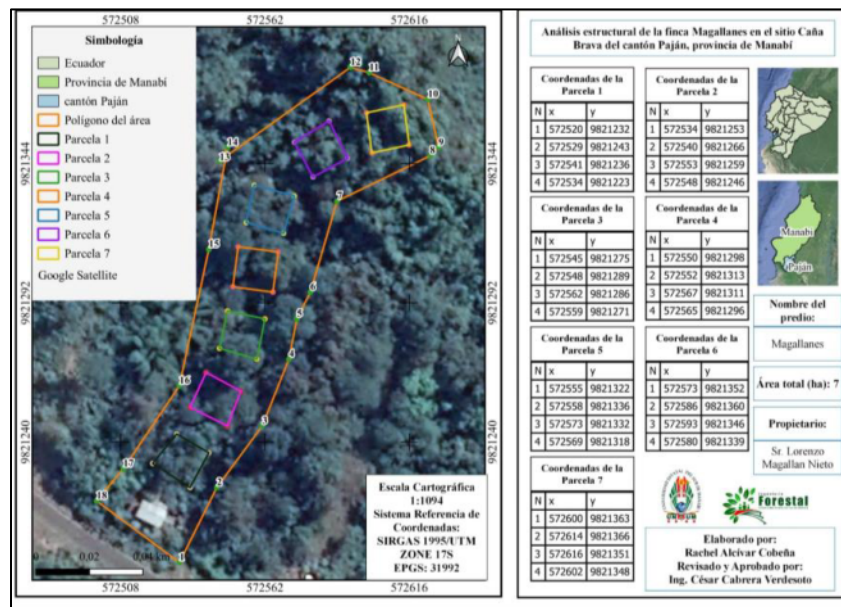 572508 572562 572616
Simbología
Ecuador
Provincia de Manabí
cantón Paján
Polígono del área
Parcela 1
Parcela 2
Parcela 3
Parcela 4
Parcela 5
Parcela 6
Parcela 7
Google Satellite
9821344
9821292
9821240
9821344
9821292
9821240
12
11
10
9
8
14
13
7
15
6
5
4
16
3
17
2
18
1
0 0,02 0,04 km
Escala Cartográfica
1:1094
Sistema Referencia de
Coordenadas:
SIRGAS 1995/UTM
ZONE 17S
EPGS: 31992
572508 572562 572616
Análisis estructural de la finca Magallanes en el sitio Caña
Brava del cantón Paján, provincia de Manabí
Coordenadas de la
Parcela 1
N x y
1 572520 9821232
2 572529 9821243
3 572541 9821236
4 572534 9821223
Coordenadas de la
Parcela 2
N x y
1 572534 9821253
2 572540 9821266
3 572553 9821259
4 572548 9821246
Coordenadas de la
Parcela 3
N x y
1 572545 9821275
2 572548 9821289
3 572562 9821286
4 572559 9821271
Coordenadas de la
Parcela 4
N x y
1 572550 9821298
2 572552 9821313
3 572567 9821311
4 572565 9821296
Coordenadas de la
Parcela 5
N x y
1 572555 9821322
2 572558 9821336
3 572573 9821332
4 572569 9821318
Coordenadas de la
Parcela 6
N x y
1 572573 9821352
2 572586 9821360
3 572593 9821346
4 572580 9821339
Coordenadas de la
Parcela 7
N x y
1 572600 9821363
2 572614 9821366
3 572616 9821351
4 572602 9821348
Manabí
Paján
Nombre del
predio:
Magallanes
Área total (ha): 7
Propietario:
Sr. Lorenzo
Magallan Nieto
Forestal
Elaborado por:
Rachel Alcívar Cobeña
Revisado y Aprobado por:
Ing. César Cabrera Verdesoto